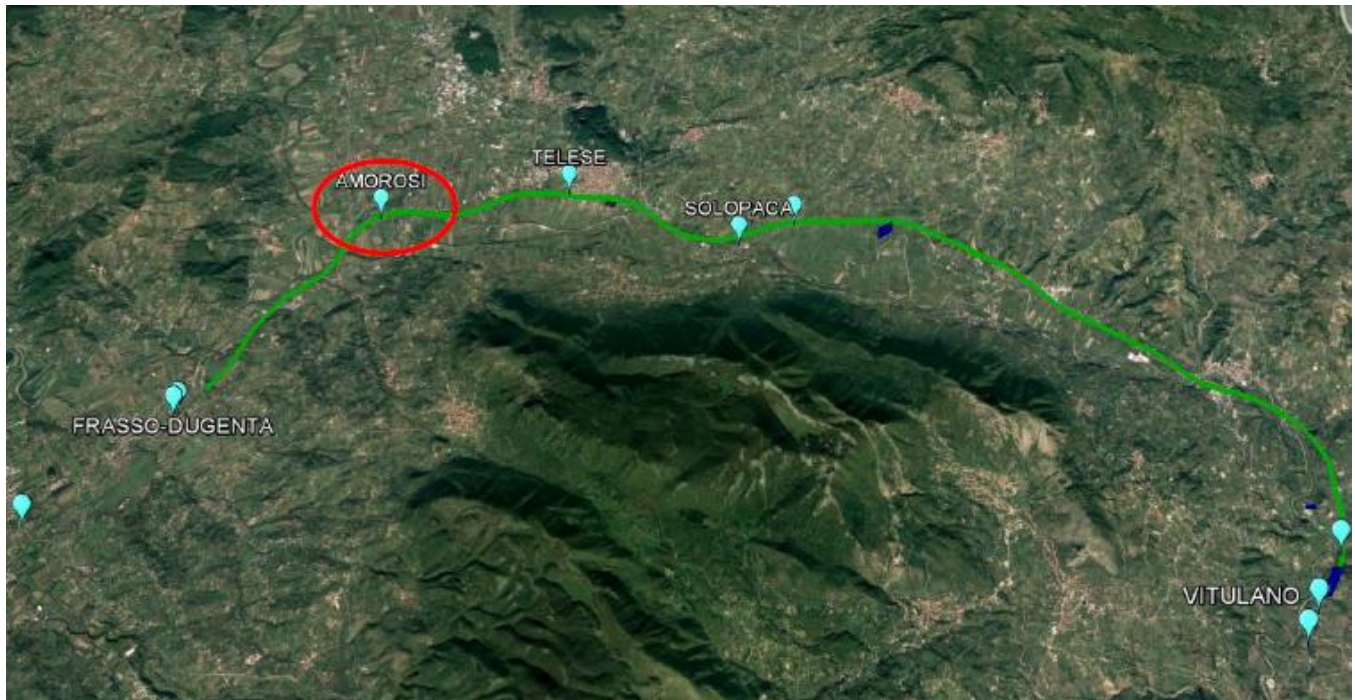 TELESE
AMOROSI
SOLOPACA
FRASSO-DUGENTA
VITULANO